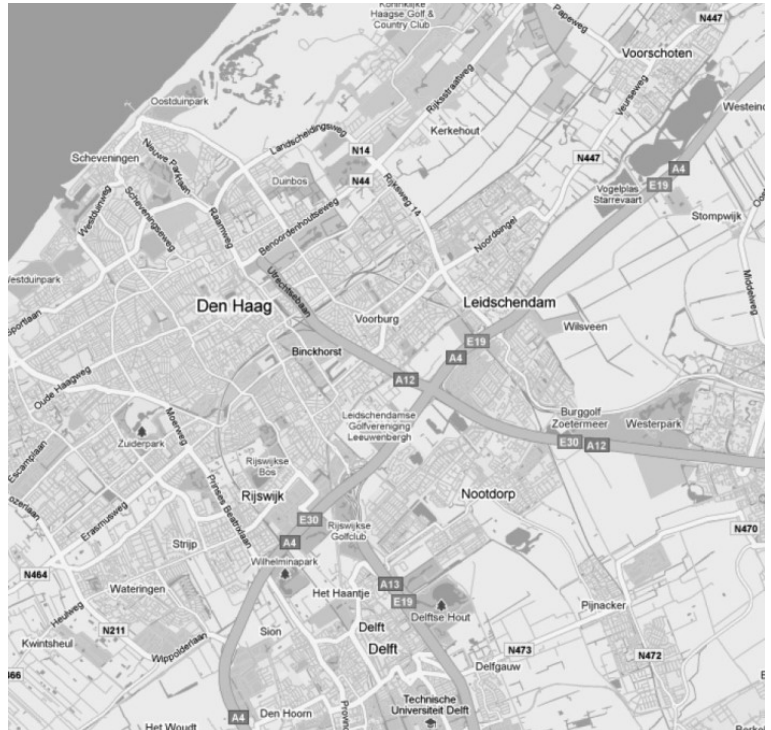 Koninklijke
Haagse Golf &
Country Club
Papeweg
N447
Voorschoten
Rijksstraatweg
Veurseweg
Oostduinpark
Westeind
Landscheidingsweg
Kerkehout
Scheveningen
Nieuwe Parklaan
N14
N447
A4
Duinbos
N44
E19
Vogelplas
Starrevaart
Westduinweg
Scheveningseweg
Raamweg
Rijksweg 14
Stompwijk
Benoordenhoutseweg
Noordsingel
Westduinpark
Utrechtsebaan
Middelweg
Den Haag
Leidschendam
Sportlaan
Voorburg
Wilsveen
Binckhorst
E19
A4
Oude Haagweg
A12
Moerweg
Leidschendamse
Golfvereniging
Leeuwenbergh
Burggolf
Zoetermeer
Westerpark
Zuiderpark
E30
A12
Escamplaan
Rijswijkse
Bos
Prinses Beatrixlaan
Rijswijk
Nootdorp
ozerlaan
Erasmusweg
E30
Rijswijkse
Golfclub
N470
Strijp
A4
Wilhelminapark
N464
Wateringen
A13
Het Haantje
E19
Delftse Hout
Pijnacker
Heulweg
N211
Sion
Delft
Kwintsheul
Wippolderlaan
Delft
N473
N472
466
Delfgauw
Technische
Universiteit Delft
A4
Den Hoorn
Provinc
Het Woudt